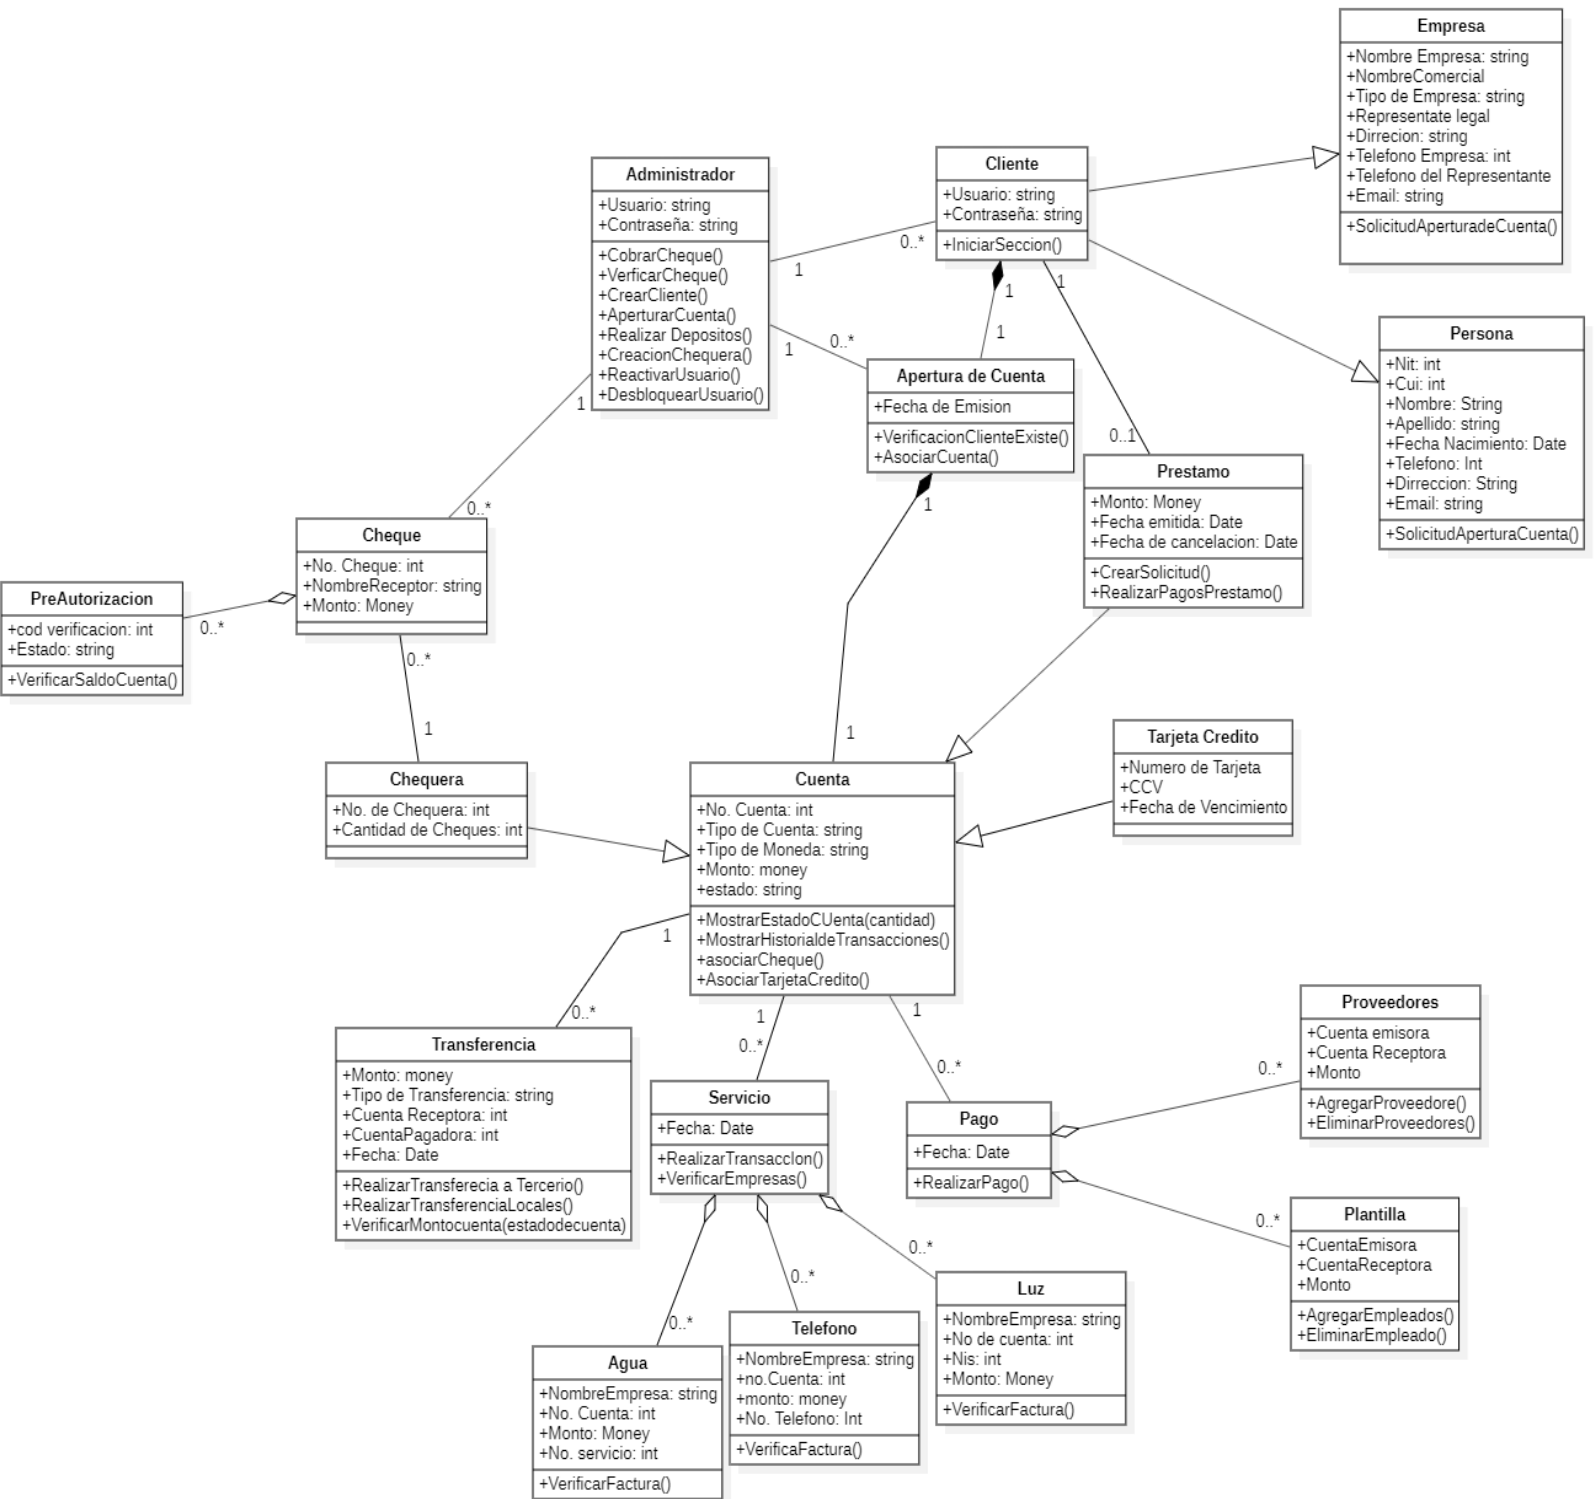 Empresa
+Nombre Empresa: string
+NombreComercial
+Tipo de Empresa: string
+Representate legal
+Dirrecion: string
+Telefono Empresa: int
+Telefono del Representante
+Email: string
+SolicitudAperturadeCuenta()
Cliente
+Usuario: string
+Contraseña: string
+IniciarSeccion()
Administrador
+Usuario: string
+Contraseña: string
+CobrarCheque()
+VerficarCheque()
+CrearCliente()
+AperturarCuenta()
+Realizar Depositos()
+CreacionChequera()
+ReactivarUsuario()
+DesbloquearUsuario()
1
0..*
1
0..*
1
1
1
0..1
1
0..*
Persona
+Nit: int
+Cui: int
+Nombre: String
+Apellido: string
+Fecha Nacimiento: Date
+Telefono: Int
+Dirreccion: String
+Email: string
+SolicitudAperturaCuenta()
Apertura de Cuenta
+Fecha de Emision
+VerificacionClienteExiste()
+AsociarCuenta()
1
1
Prestamo
+Monto: Money
+Fecha emitida: Date
+Fecha de cancelacion: Date
+CrearSolicitud()
+RealizarPagosPrestamo()
Cheque
+No. Cheque: int
+NombreReceptor: string
+Monto: Money
PreAutorizacion
+cod verificacion: int
+Estado: string
+VerificarSaldoCuenta()
0..*
0..*
1
Chequera
+No. de Chequera: int
+Cantidad de Cheques: int
Cuenta
+No. Cuenta: int
+Tipo de Cuenta: string
+Tipo de Moneda: string
+Monto: money
+estado: string
+MostrarEstadoCUenta(cantidad)
+MostrarHistorialdeTransacciones()
+asociarCheque()
+AsociarTarjetaCredito()
Tarjeta Credito
+Numero de Tarjeta
+CCV
+Fecha de Vencimiento
1
0..*
1
0..*
1
0..*
Transferencia
+Monto: money
+Tipo de Transferencia: string
+Cuenta Receptora: int
+CuentaPagadora: int
+Fecha: Date
+RealizarTransferecia a Tercerio()
+RealizarTransferenciaLocales()
+VerificarMontocuenta(estadodecuenta)
Servicio
+Fecha: Date
+RealizarTransaccIon()
+VerificarEmpresas()
Pago
+Fecha: Date
+RealizarPago()
0..*
Proveedores
+Cuenta emisora
+Cuenta Receptora
+Monto
+AgregarProveedore()
+EliminarProveedores()
0..*
Plantilla
+CuentaEmisora
+CuentaReceptora
+Monto
+AgregarEmpleados()
+EliminarEmpleado()
0..*
0..*
0..*
Luz
+NombreEmpresa: string
+No de cuenta: int
+Nis: int
+Monto: Money
+VerificarFactura()
Telefono
+NombreEmpresa: string
+no.Cuenta: int
+monto: money
+No. Telefono: Int
+VerificaFactura()
Agua
+NombreEmpresa: string
+No. Cuenta: int
+Monto: Money
+No. servicio: int
+VerificarFactura()